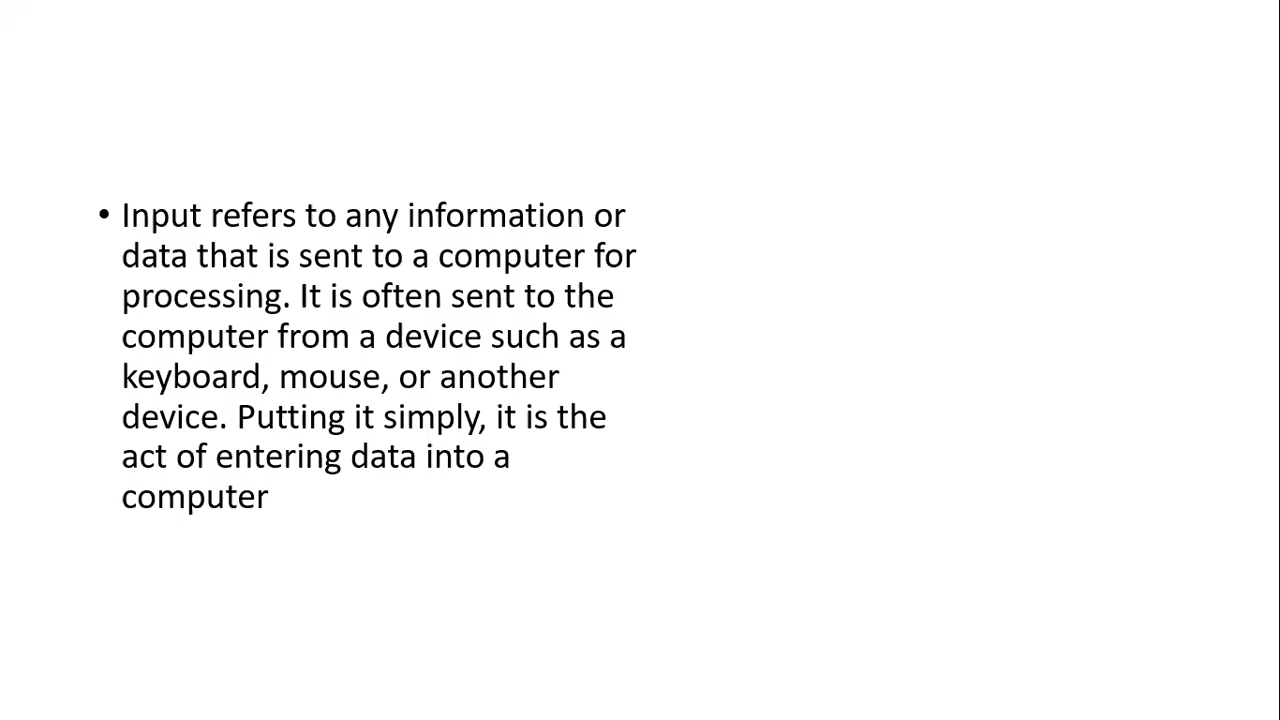 • Input refers to any information or
data that is sent to a computer for
processing. It is often sent to the
computer from a device such as a
keyboard, mouse, or another
device. Putting it simply, it is the
act of entering data into a
computer